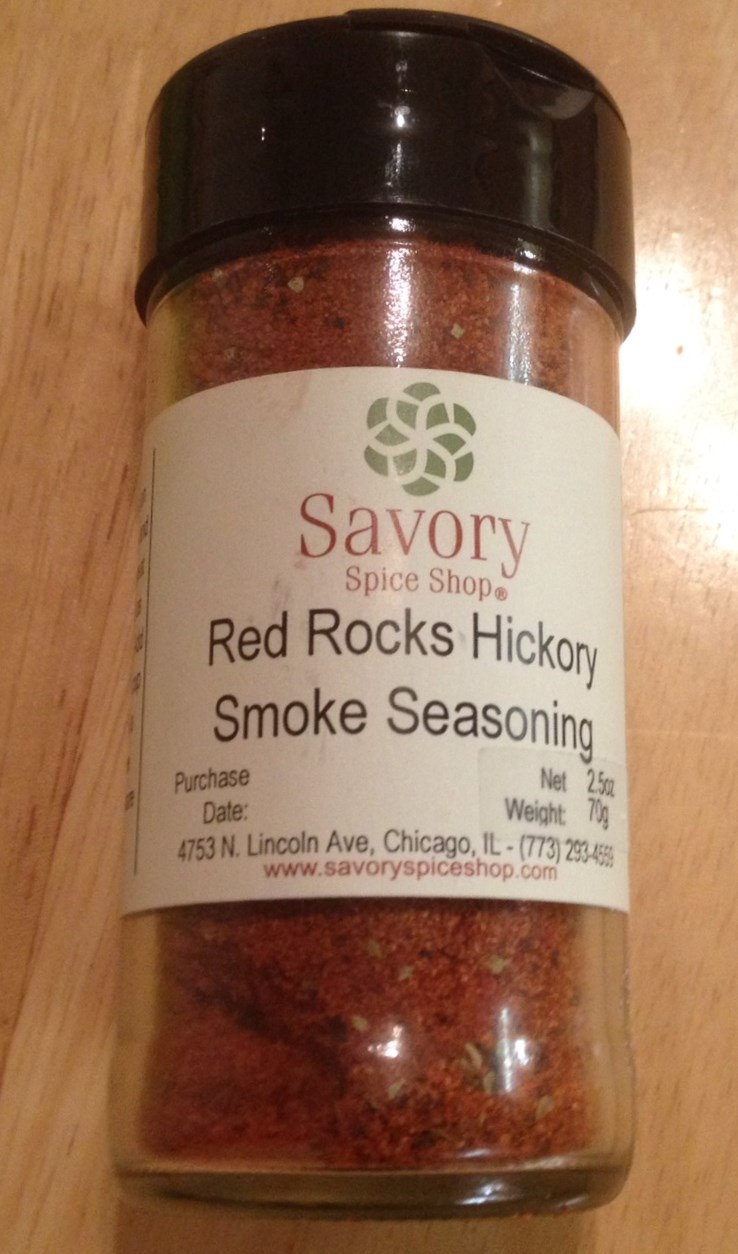 Savory
Spice Shop®
Red Rocks Hickory
Smoke Seasoning
Purchase Net 2.5oz
Date: Weight: 70g
4753 N. Lincoln Ave, Chicago, IL - (773) 293-4559
www.savoryspiceshop.com